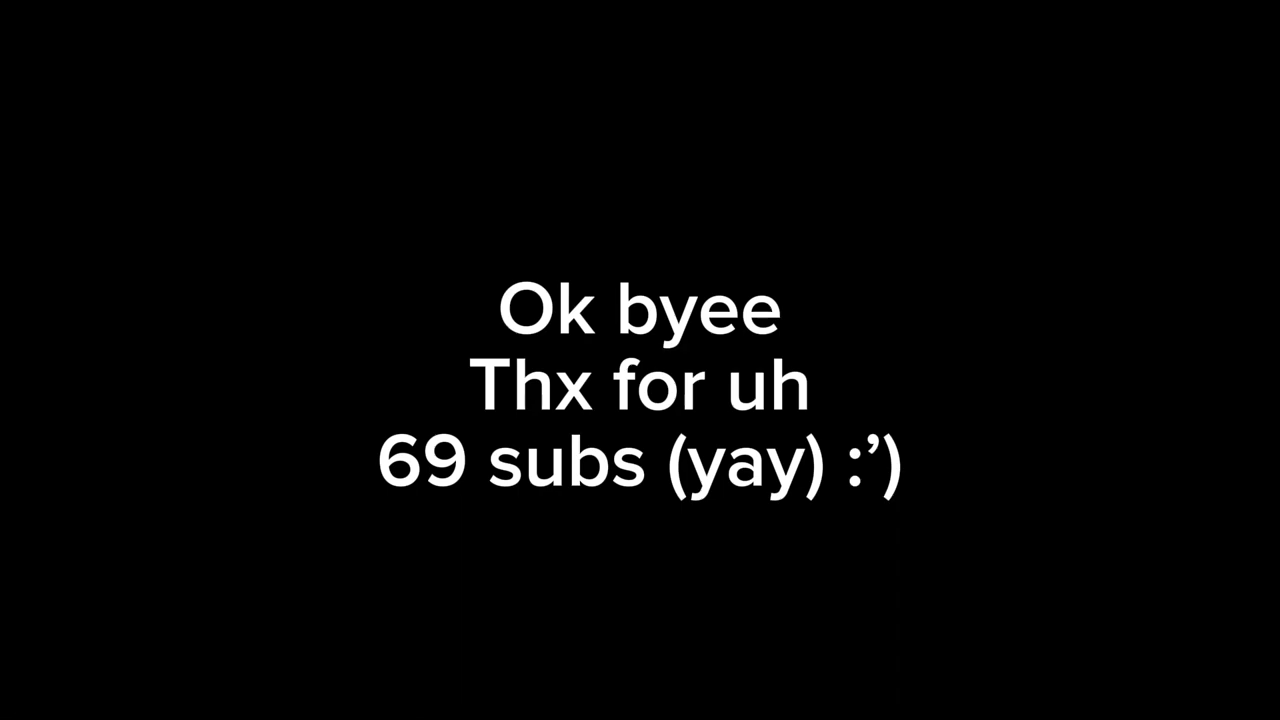 Ok byee
Thx for uh
69 subs (yay) :’)